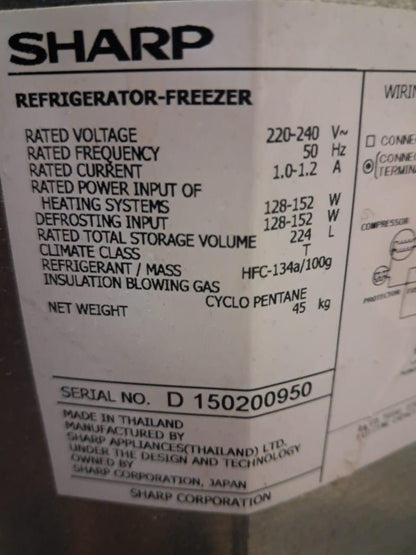 SHARP
REFRIGERATOR-FREEZER
RATED VOLTAGE 220-240 V~
RATED FREQUENCY 50 Hz
RATED CURRENT 1.0-1.2 A
RATED POWER INPUT OF
HEATING SYSTEMS 128-152 W
DEFROSTING INPUT 128-152 W
RATED TOTAL STORAGE VOLUME 224 L
CLIMATE CLASS T
REFRIGERANT / MASS HFC-134a/100g
INSULATION BLOWING GAS
CYCLO PENTANE
NET WEIGHT 45 kg
SERIAL NO. D 150200950
MADE IN THAILAND
MANUFACTURED BY
SHARP APPLIANCES(THAILAND) LTD.
UNDER THE DESIGN AND TECHNOLOGY
OWNED BY
SHARP CORPORATION, JAPAN
SHARP CORPORATION
WIRIN
CONNEC
(CONNEC
TERMINA
COMPRESSOR
PROTECTOR